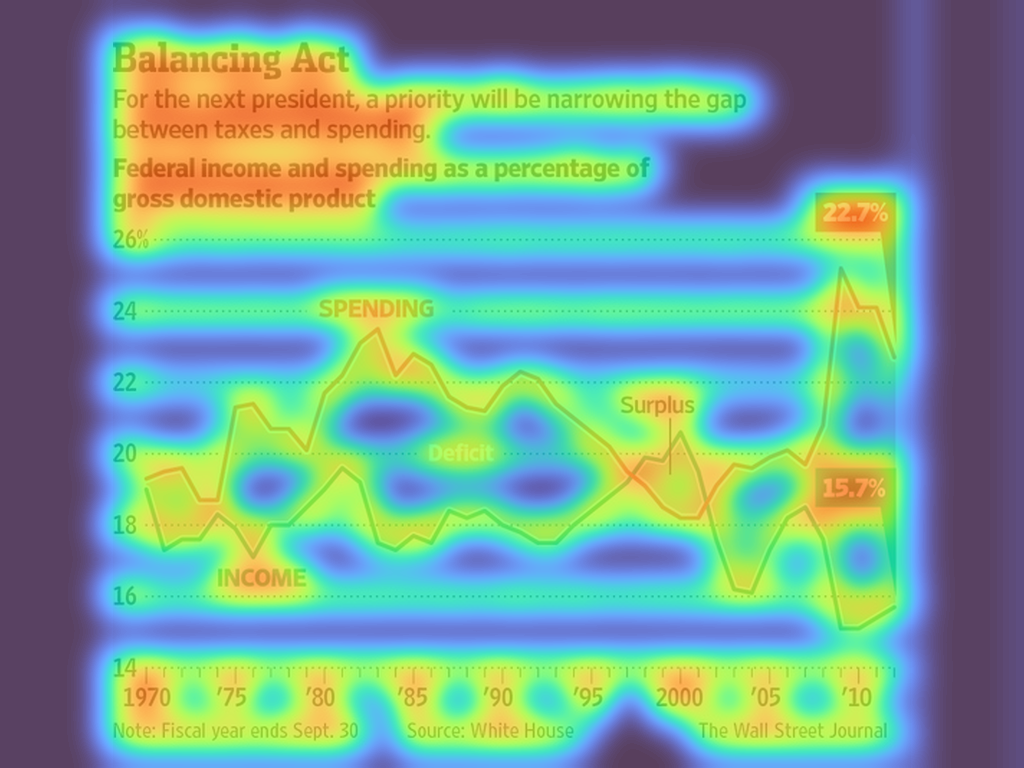 Balancing Act
For the next president, a priority will be narrowing the gap
between taxes and spending.
Federal income and spending as a percentage of
gross domestic product
22.7%
26%
24
SPENDING
22
Surplus
20
Deficit
15.7%
18
INCOME
16
14
1970 '75 '80 '85 '90 '95 2000 '05 '10
Note: Fiscal year ends Sept. 30 Source: White House The Wall Street Journal